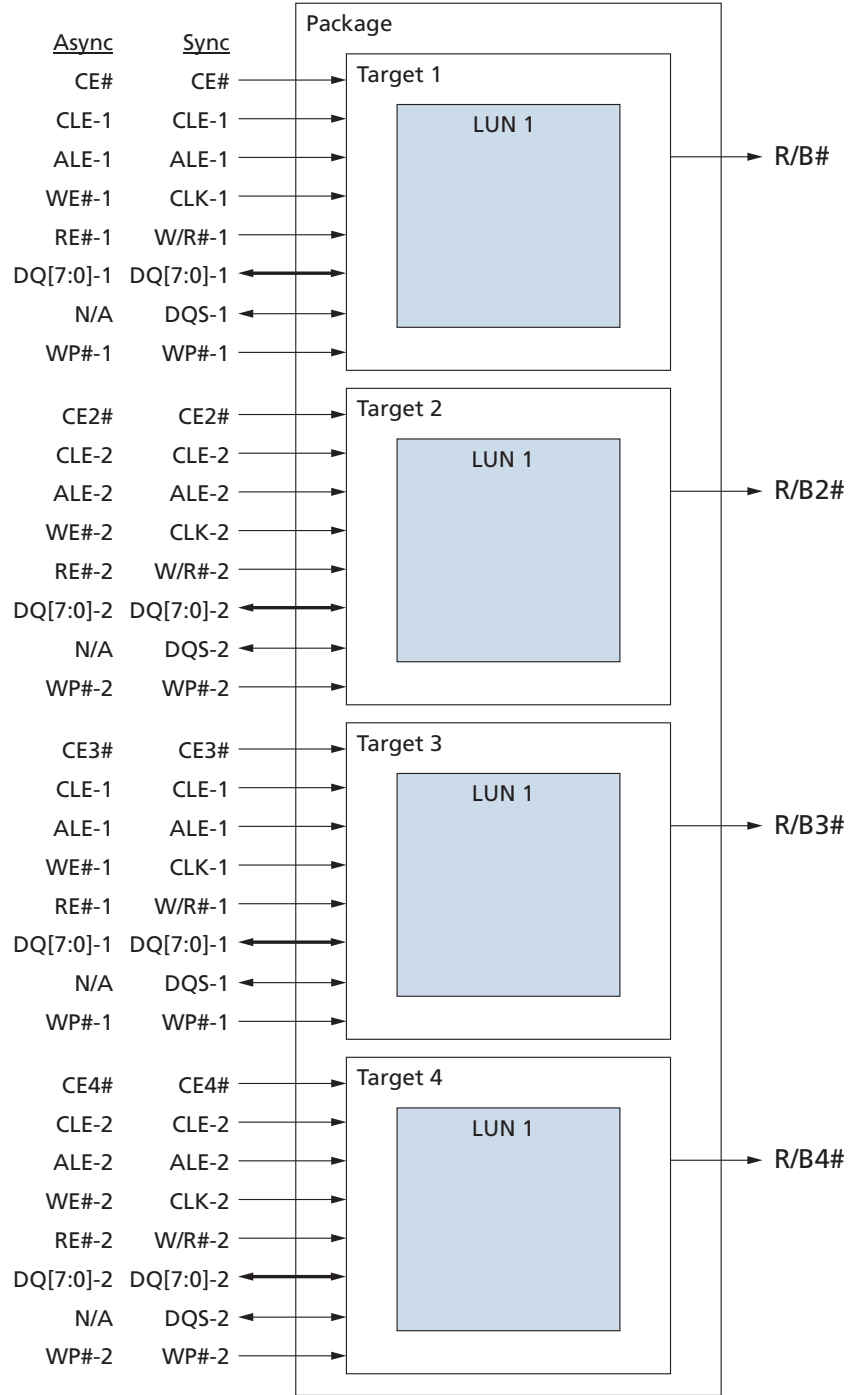 Package
Async Sync
Target 1
CE# CE#
LUN 1
CLE-1 CLE-1
ALE-1 ALE-1
R/B#
WE#-1 CLK-1
RE#-1 W/R#-1
DQ[7:0]-1 DQ[7:0]-1
N/A DQS-1
WP#-1 WP#-1
Target 2
CE2# CE2#
LUN 1
CLE-2 CLE-2
ALE-2 ALE-2
R/B2#
WE#-2 CLK-2
RE#-2 W/R#-2
DQ[7:0]-2 DQ[7:0]-2
N/A DQS-2
WP#-2 WP#-2
Target 3
CE3# CE3#
LUN 1
CLE-1 CLE-1
ALE-1 ALE-1
R/B3#
WE#-1 CLK-1
RE#-1 W/R#-1
DQ[7:0]-1 DQ[7:0]-1
N/A DQS-1
WP#-1 WP#-1
Target 4
CE4# CE4#
LUN 1
CLE-2 CLE-2
ALE-2 ALE-2
R/B4#
WE#-2 CLK-2
RE#-2 W/R#-2
DQ[7:0]-2 DQ[7:0]-2
N/A DQS-2
WP#-2 WP#-2